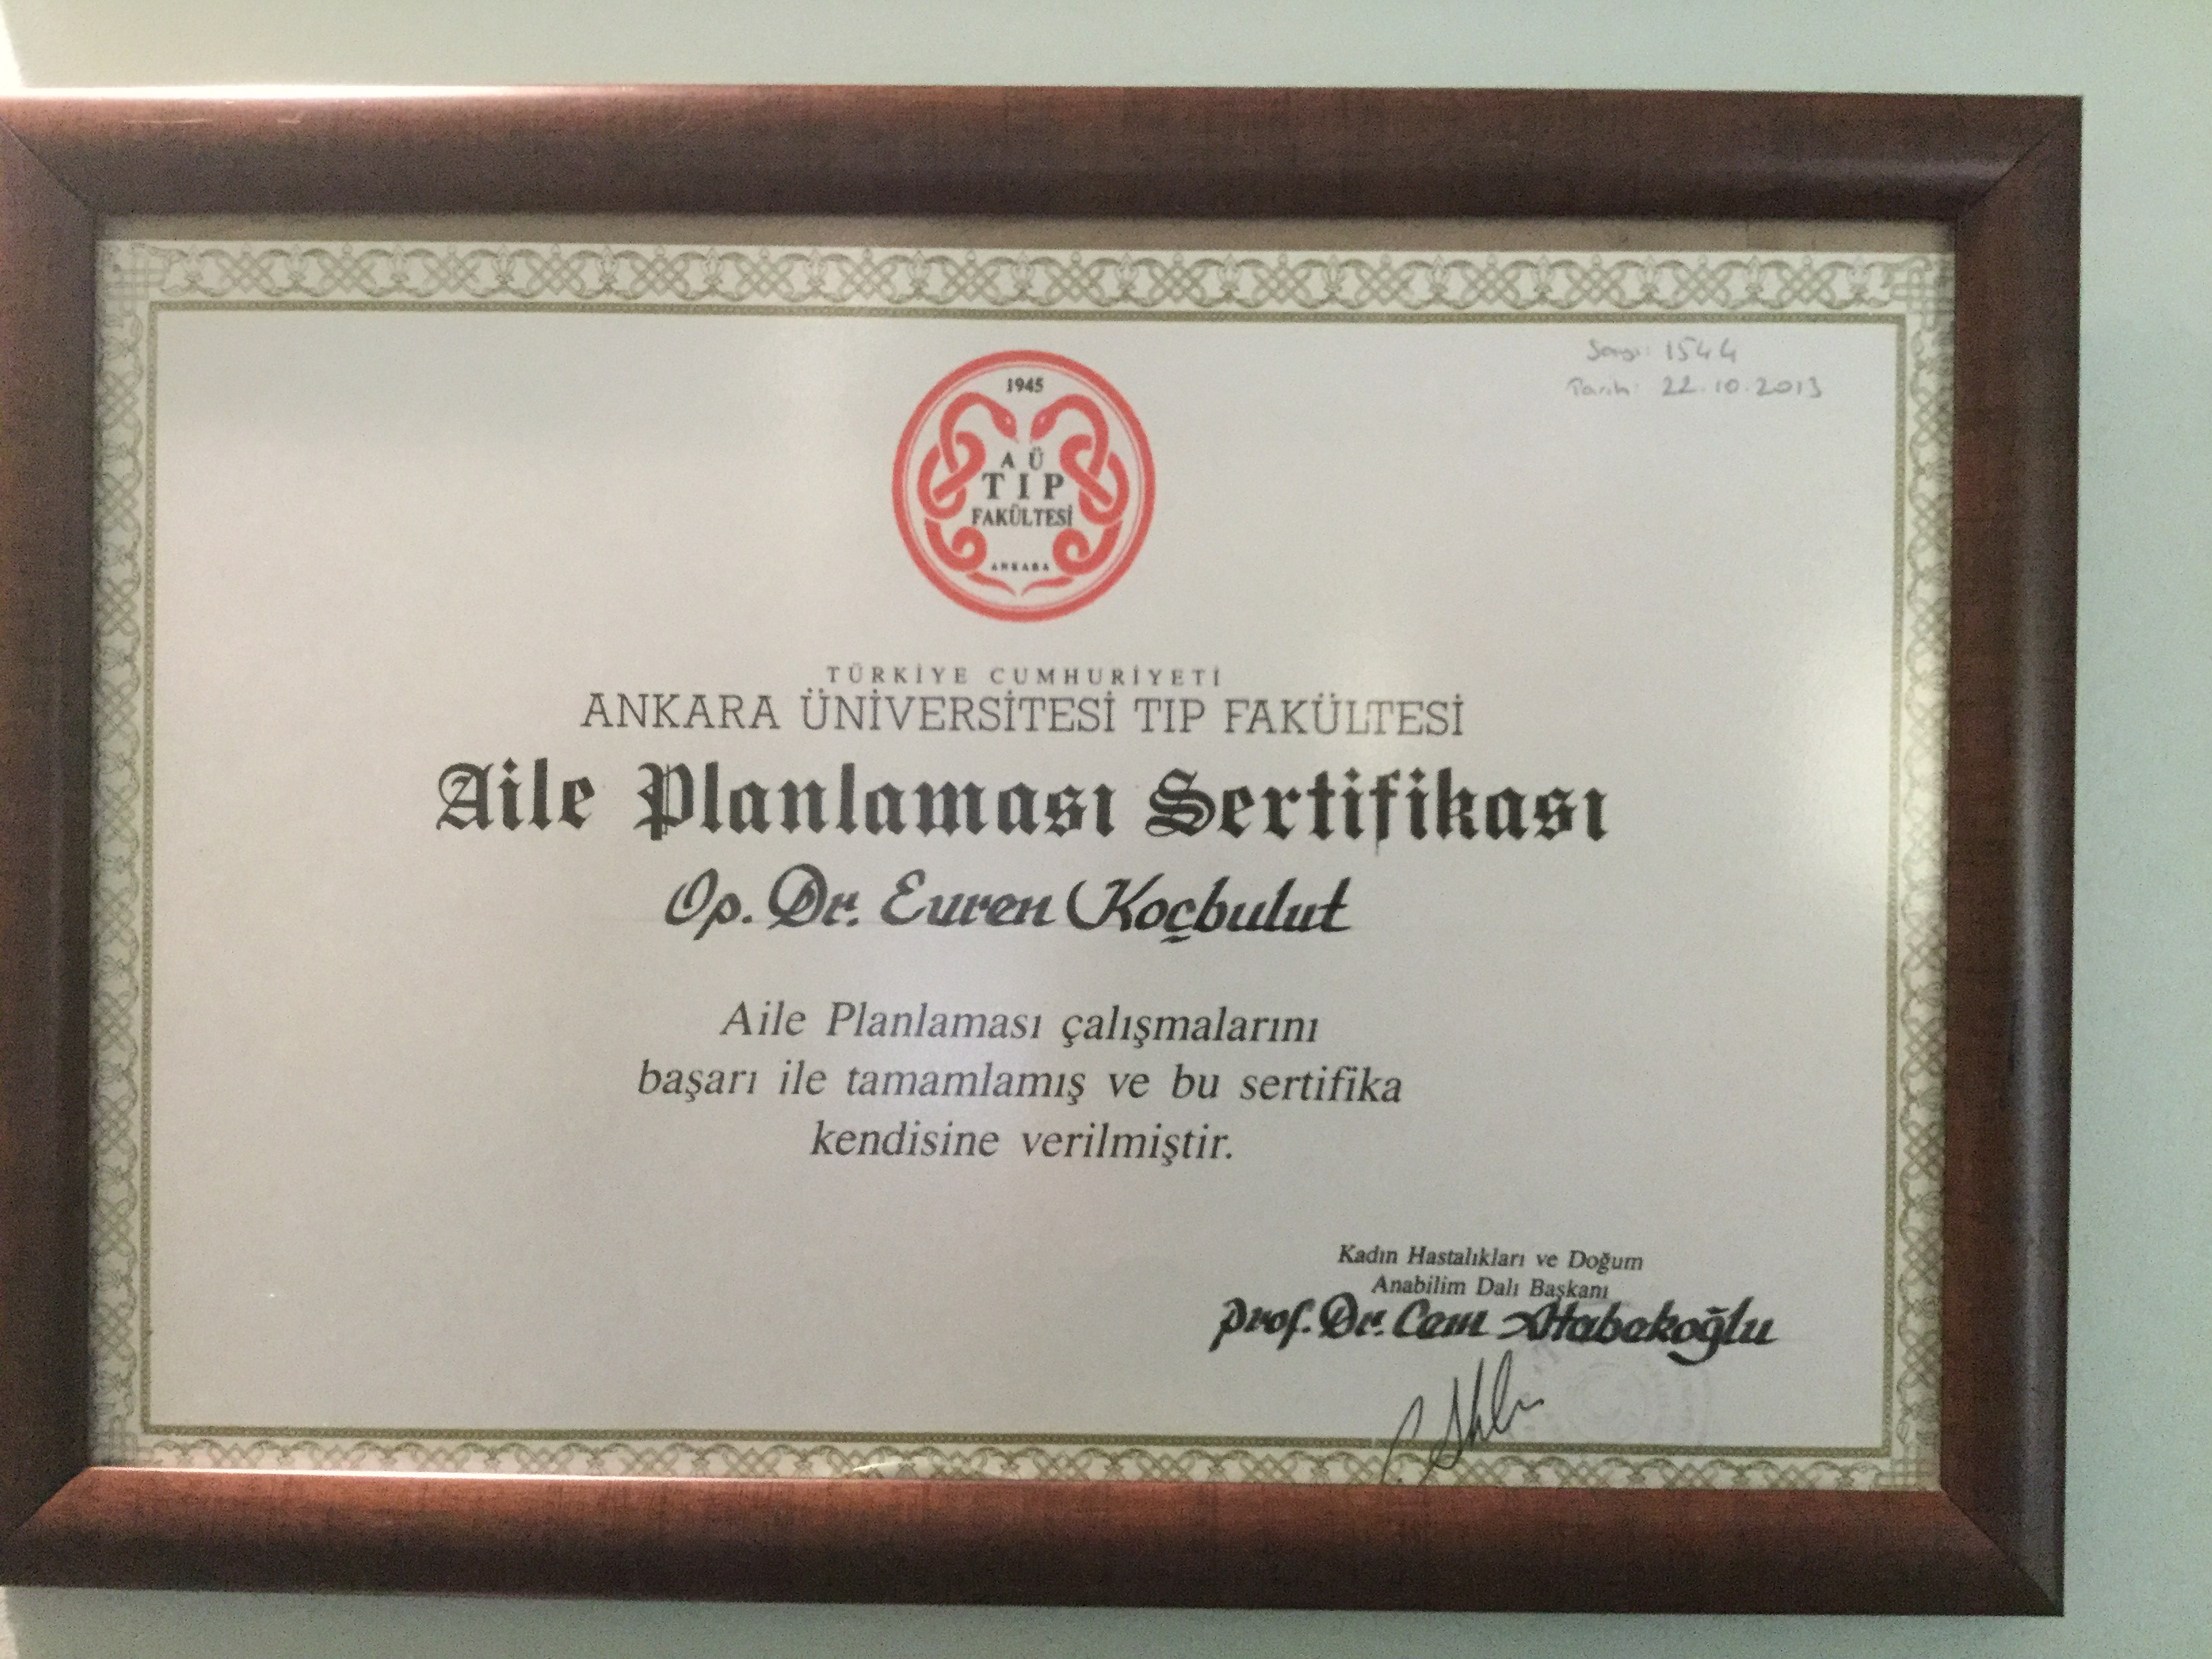 Sayı: 1544
Tarih: 22.10.2013
1945
A Ü
TIP
FAKÜLTESİ
ANKARA
TÜRKİYE CUMHURİYETİ
ANKARA ÜNİVERSİTESİ TIP FAKÜLTESİ
Aile Planlaması Sertifikası
Op. Dr. Evren Koçbulut
Aile Planlaması çalışmalarını
başarı ile tamamlamış ve bu sertifika
kendisine verilmiştir.
Kadın Hastalıkları ve Doğum
Anabilim Dalı Başkanı
Prof. Dr. Cem Atabekoğlu